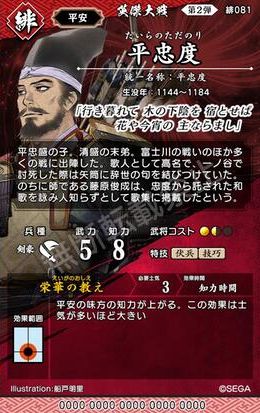 緋
平安
英傑大戦
第2弾
緋081
たいらのただのり
平忠度
統一名称：平忠度
生没年：1144～1184
「行き暮れて 木の下陰を 宿とせば
花や今宵の 主ならまし」
平忠盛の子。清盛の末弟。富士川の戦いのほか多
くの戦に出陣した。歌人として高名で、一ノ谷で
討死した際は矢筒に辞世の句を結びつけていた。
のちに師である藤原俊成は、忠度から託された和
歌を詠み人知らずとして歌集に掲載したという。
兵種
剣豪
武力
5
知力
8
武将コスト
特技
伏兵
技巧
えいがのおしえ
栄華の教え
必要士気
3
効果時間
知力時間
効果範囲
平安の味方の知力が上がる。この効果は士
気が多いほど大きい
Illustration:船戸明里
©SEGA
0000-0000-0000-0000-0000